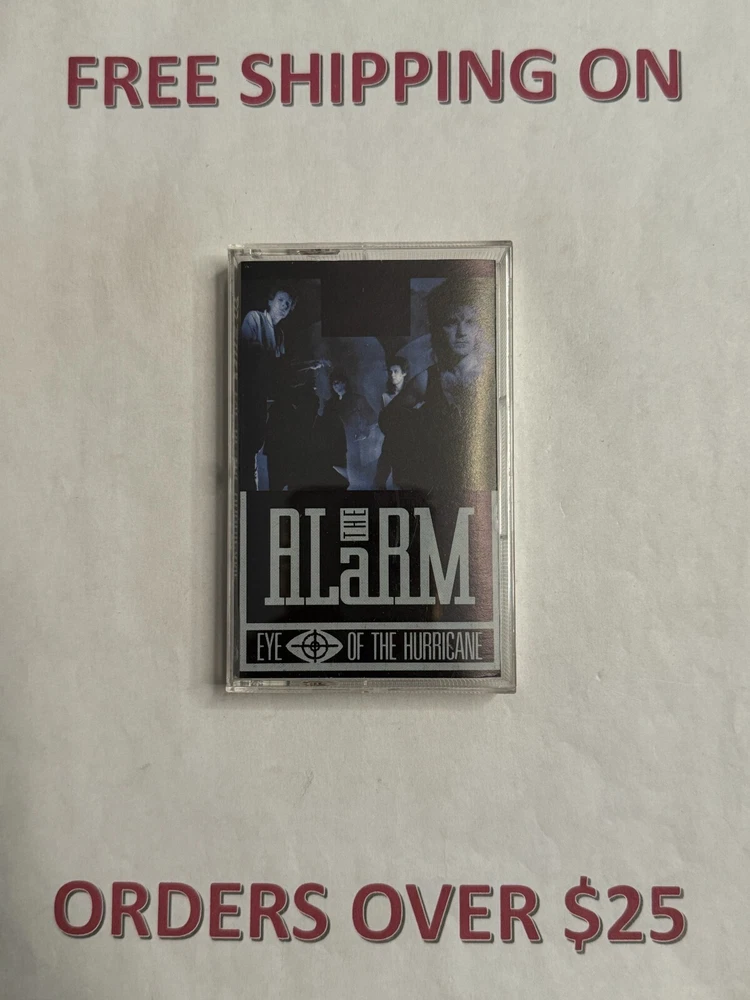 FREE SHIPPING ON
THE
ALaRM
EYE OF THE HURRICANE
ORDERS OVER $25